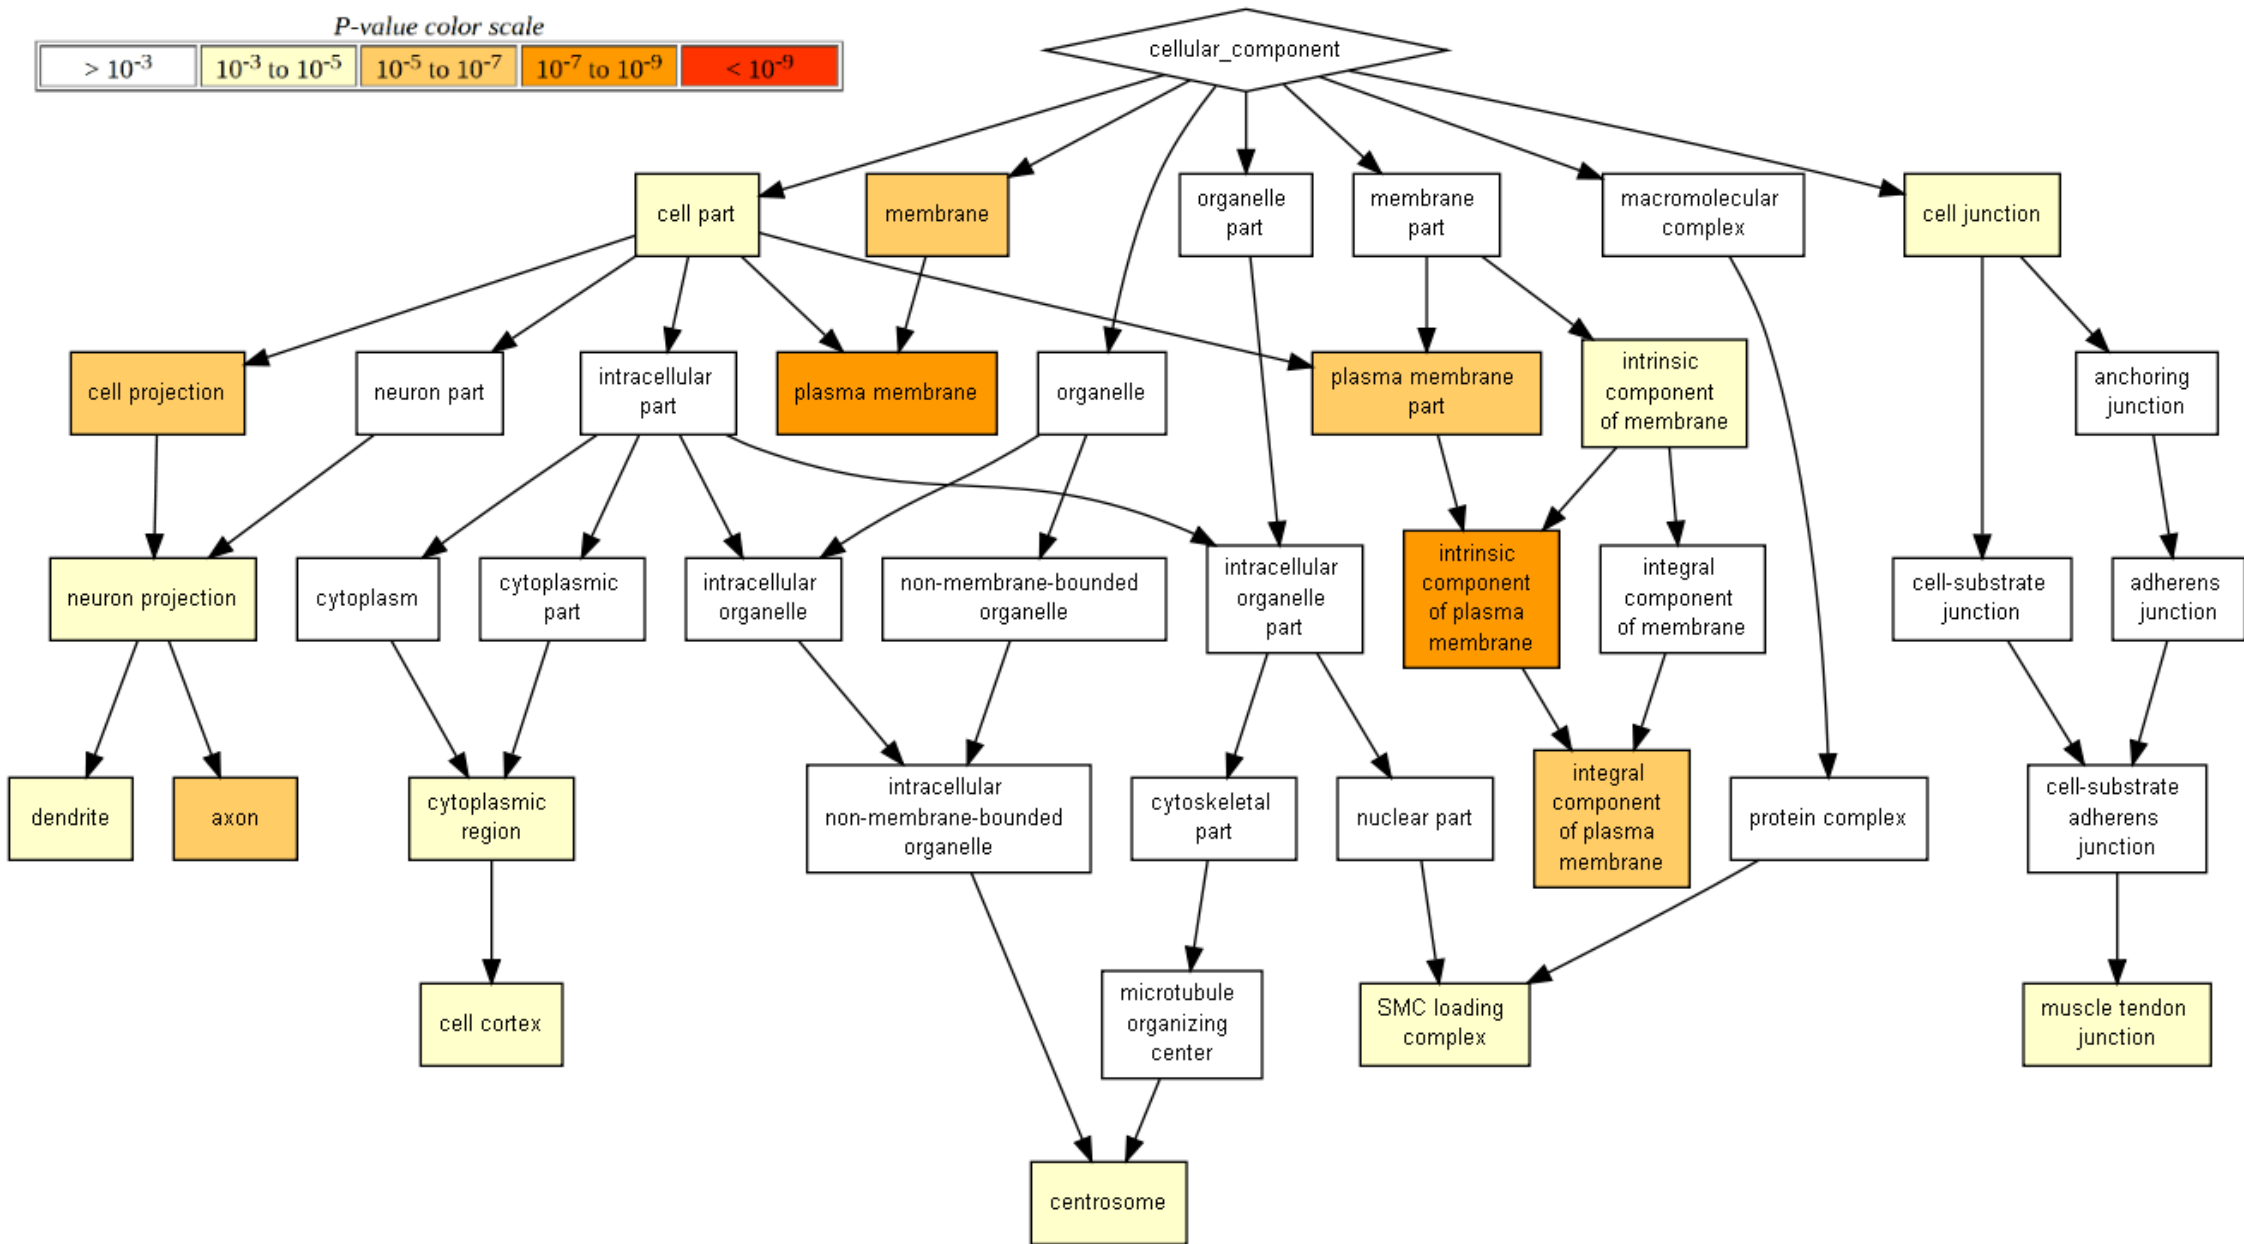 P-value color scale
> 10^-3 10^-3 to 10^-5 10^-5 to 10^-7 10^-7 to 10^-9 < 10^-9
cellular_component
cell part
membrane
organelle
part
membrane
part
macromolecular
complex
cell junction
cell projection
neuron part
intracellular
part
plasma membrane
organelle
plasma membrane
part
intrinsic
component
of membrane
anchoring
junction
neuron projection
cytoplasm
cytoplasmic
part
intracellular
organelle
non-membrane-bounded
organelle
intracellular
organelle
part
intrinsic
component
of plasma
membrane
integral
component
of membrane
cell-substrate
junction
adherens
junction
dendrite
axon
cytoplasmic
region
intracellular
non-membrane-bounded
organelle
cytoskeletal
part
nuclear part
integral
component
of plasma
membrane
protein complex
cell-substrate
adherens
junction
cell cortex
microtubule
organizing
center
SMC loading
complex
muscle tendon
junction
centrosome